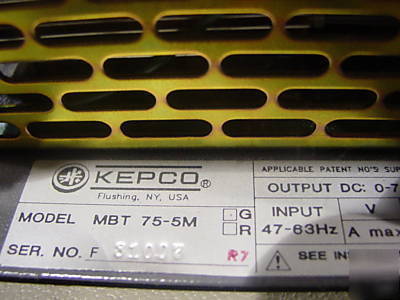 KEPCO®
Flushing, NY, USA
MODEL MBT 75-5M
G
R
SER. NO. F
R7
APPLICABLE PATENT NO'S
OUTPUT DC: 0-7
INPUT
47-63Hz
V
A max
SEE IN